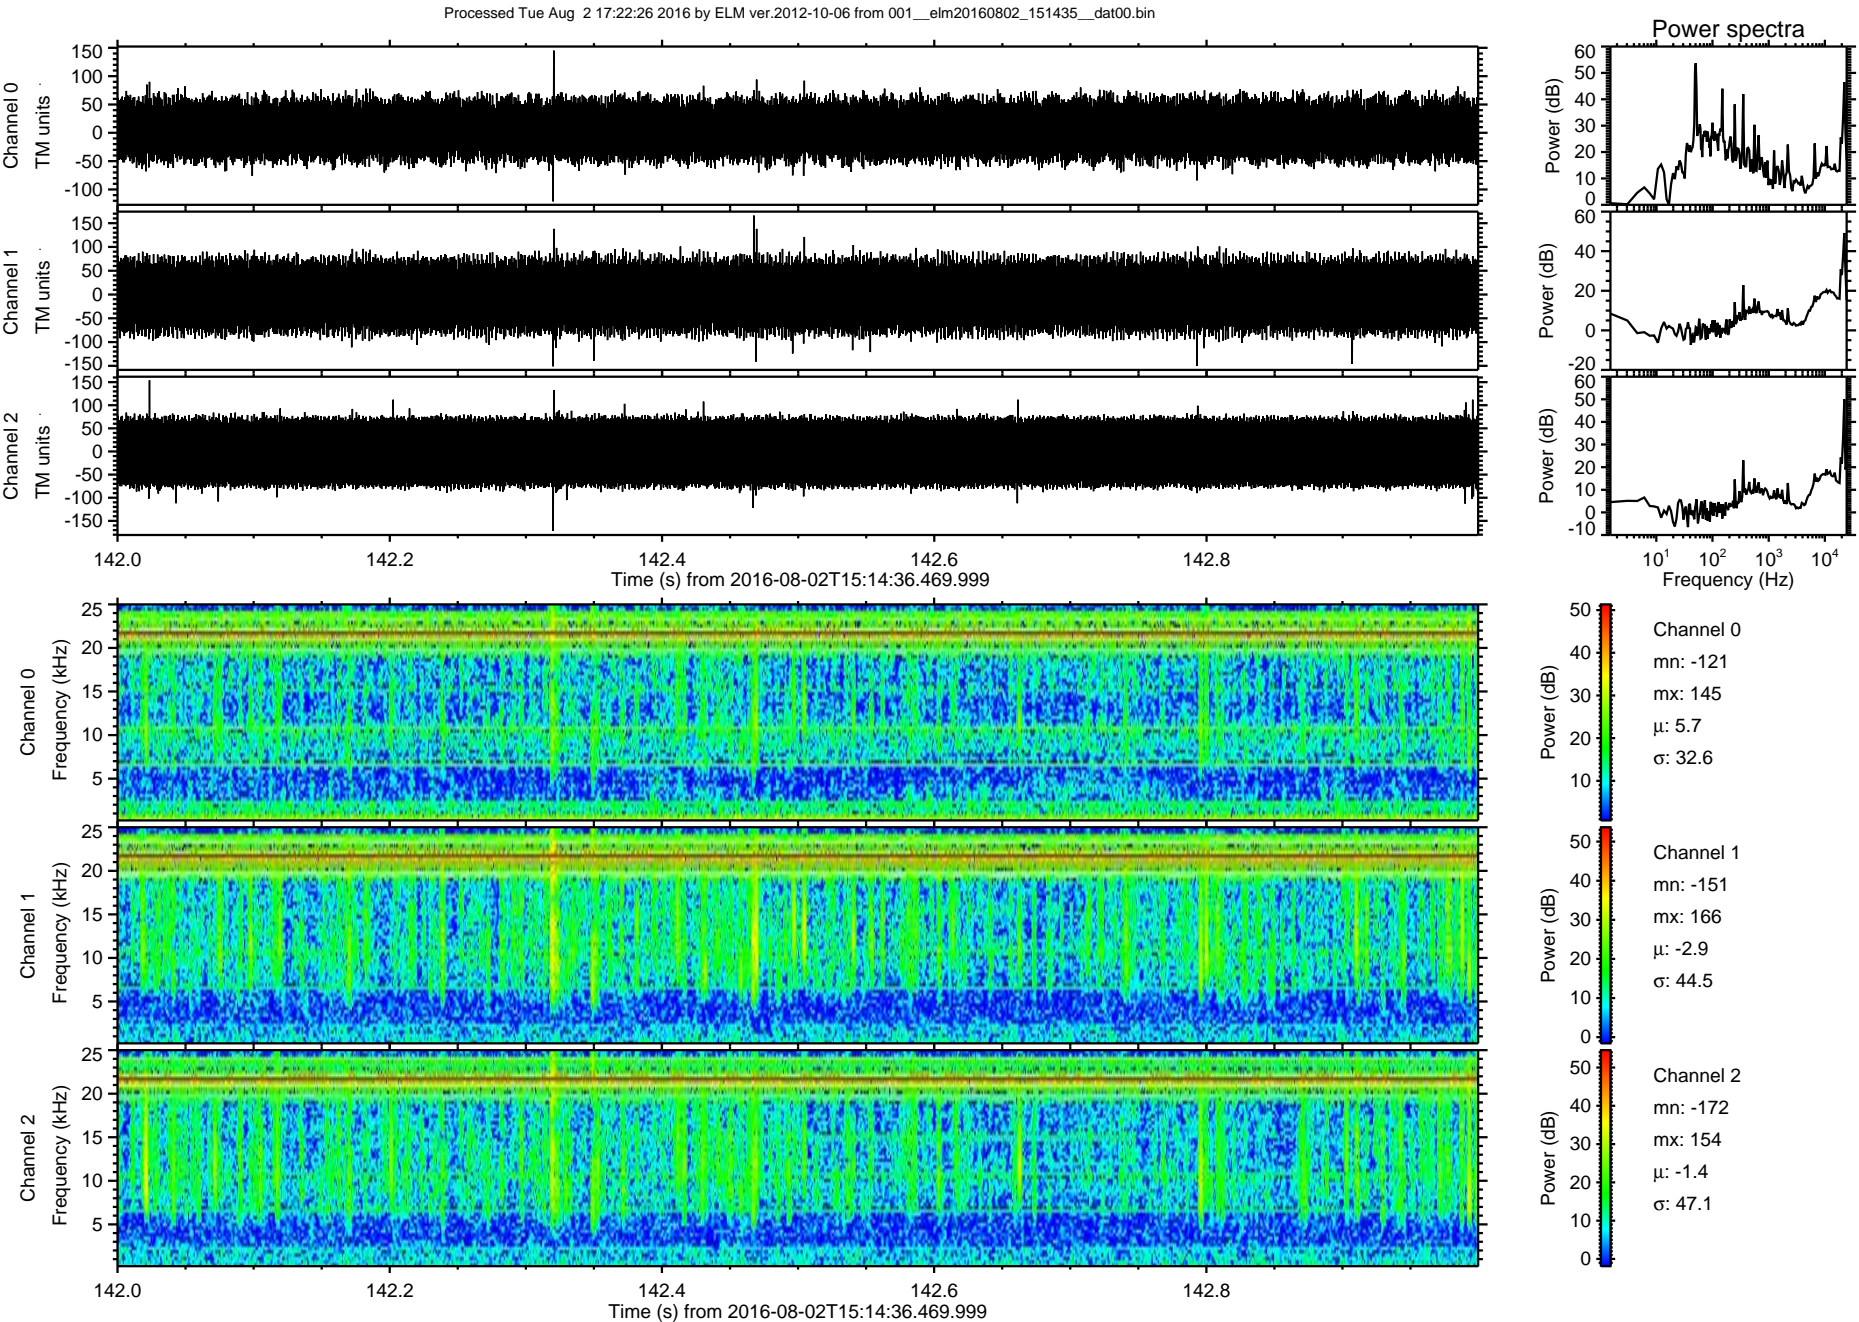 Processed Tue Aug  2 17:22:26 2016 by ELM ver.2012-10-06 from 001__elm20160802_151435__dat00.bin
Power spectra
Channel 0
TM units
150
100
50
0
-50
-100
Power (dB)
60
50
40
30
20
10
0
Channel 1
TM units
150
100
50
0
-50
-100
-150
Power (dB)
60
40
20
0
-20
Channel 2
TM units
150
100
50
0
-50
-100
-150
Power (dB)
60
50
40
30
20
10
0
-10
142.0 142.2 142.4 142.6 142.8
Time (s) from 2016-08-02T15:14:36.469.999
10^1 10^2 10^3 10^4
Frequency (Hz)
Channel 0
Frequency (kHz)
25
20
15
10
5
Power (dB)
50
40
30
20
10
Channel 0
mn: -121
mx: 145
μ: 5.7
σ: 32.6
Channel 1
Frequency (kHz)
25
20
15
10
5
Power (dB)
50
40
30
20
10
0
Channel 1
mn: -151
mx: 166
μ: -2.9
σ: 44.5
Channel 2
Frequency (kHz)
25
20
15
10
5
Power (dB)
50
40
30
20
10
0
Channel 2
mn: -172
mx: 154
μ: -1.4
σ: 47.1
142.0 142.2 142.4 142.6 142.8
Time (s) from 2016-08-02T15:14:36.469.999